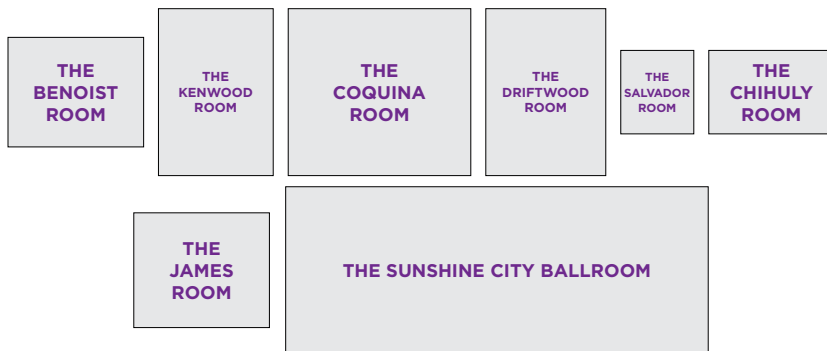 THE
BENOIST
ROOM
THE
KENWOOD
ROOM
THE
COQUINA
ROOM
THE
DRIFTWOOD
ROOM
THE
SALVADOR
ROOM
THE
CHIHULY
ROOM
THE
JAMES
ROOM
THE SUNSHINE CITY BALLROOM